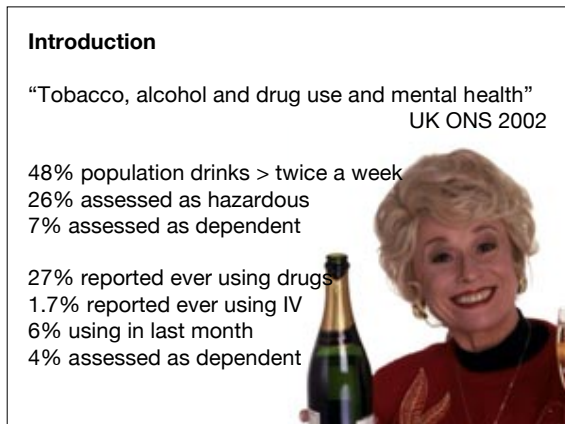 Introduction
“Tobacco, alcohol and drug use and mental health”
UK ONS 2002
48% population drinks > twice a week
26% assessed as hazardous
7% assessed as dependent
27% reported ever using drugs
1.7% reported ever using IV
6% using in last month
4% assessed as dependent